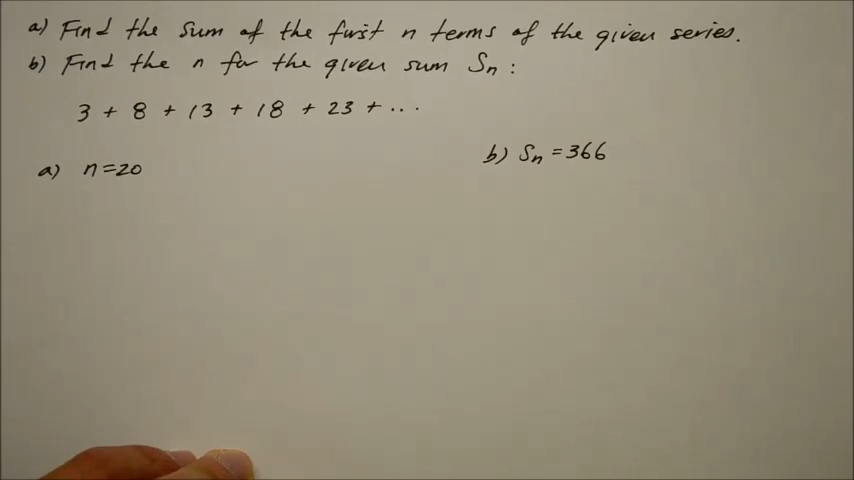 a) Find the sum of the first n terms of the given series.
b) Find the n for the given sum Sₙ :
3 + 8 + 13 + 18 + 23 + ...
a) n=20
b) Sₙ = 366